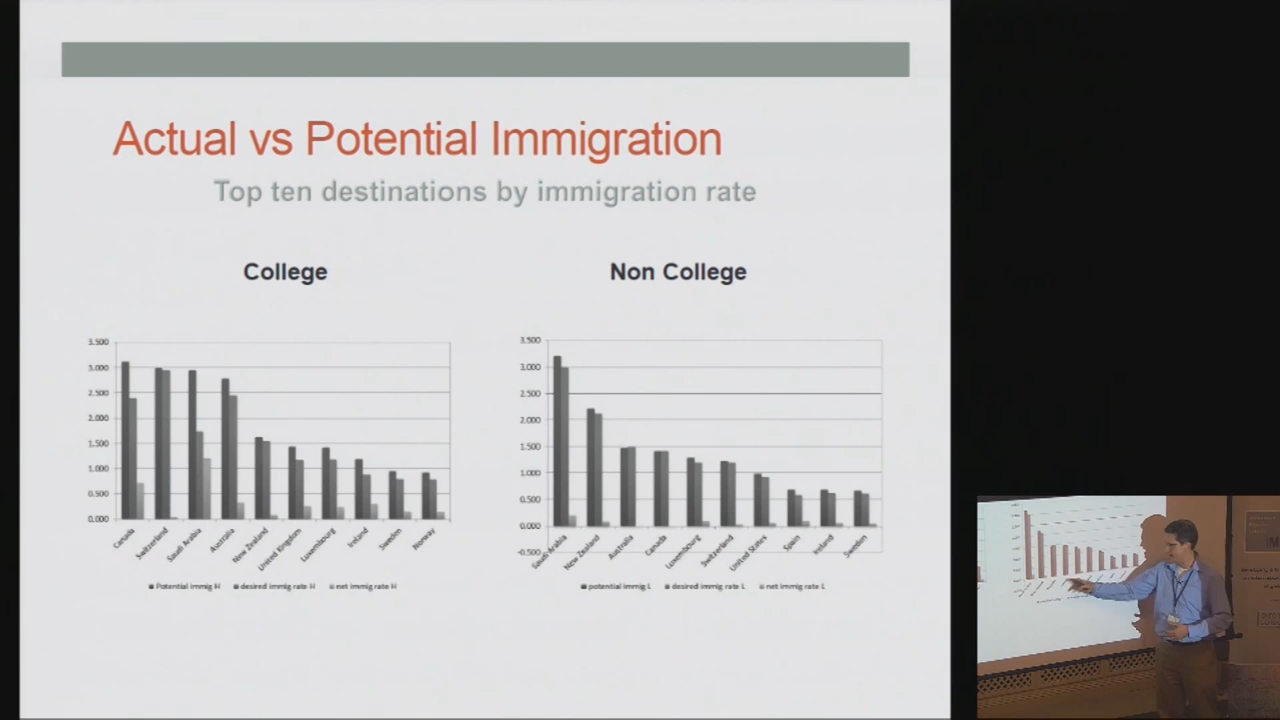 Actual vs Potential Immigration
Top ten destinations by immigration rate
College
Non College
3.500
3.000
2.500
2.000
1.500
1.000
0.500
0.000
Canada
Switzerland
Saudi Arabia
Australia
New Zealand
United Kingdom
Luxembourg
Ireland
Sweden
Norway
Potential immig H
desired immig rate H
net immig rate H
3.500
3.000
2.500
2.000
1.500
1.000
0.500
0.000
-0.500
Saudi Arabia
New Zealand
Australia
Canada
Luxembourg
Switzerland
United States
Spain
Ireland
Sweden
potential immig L
desired immig rate L
net immig rate L